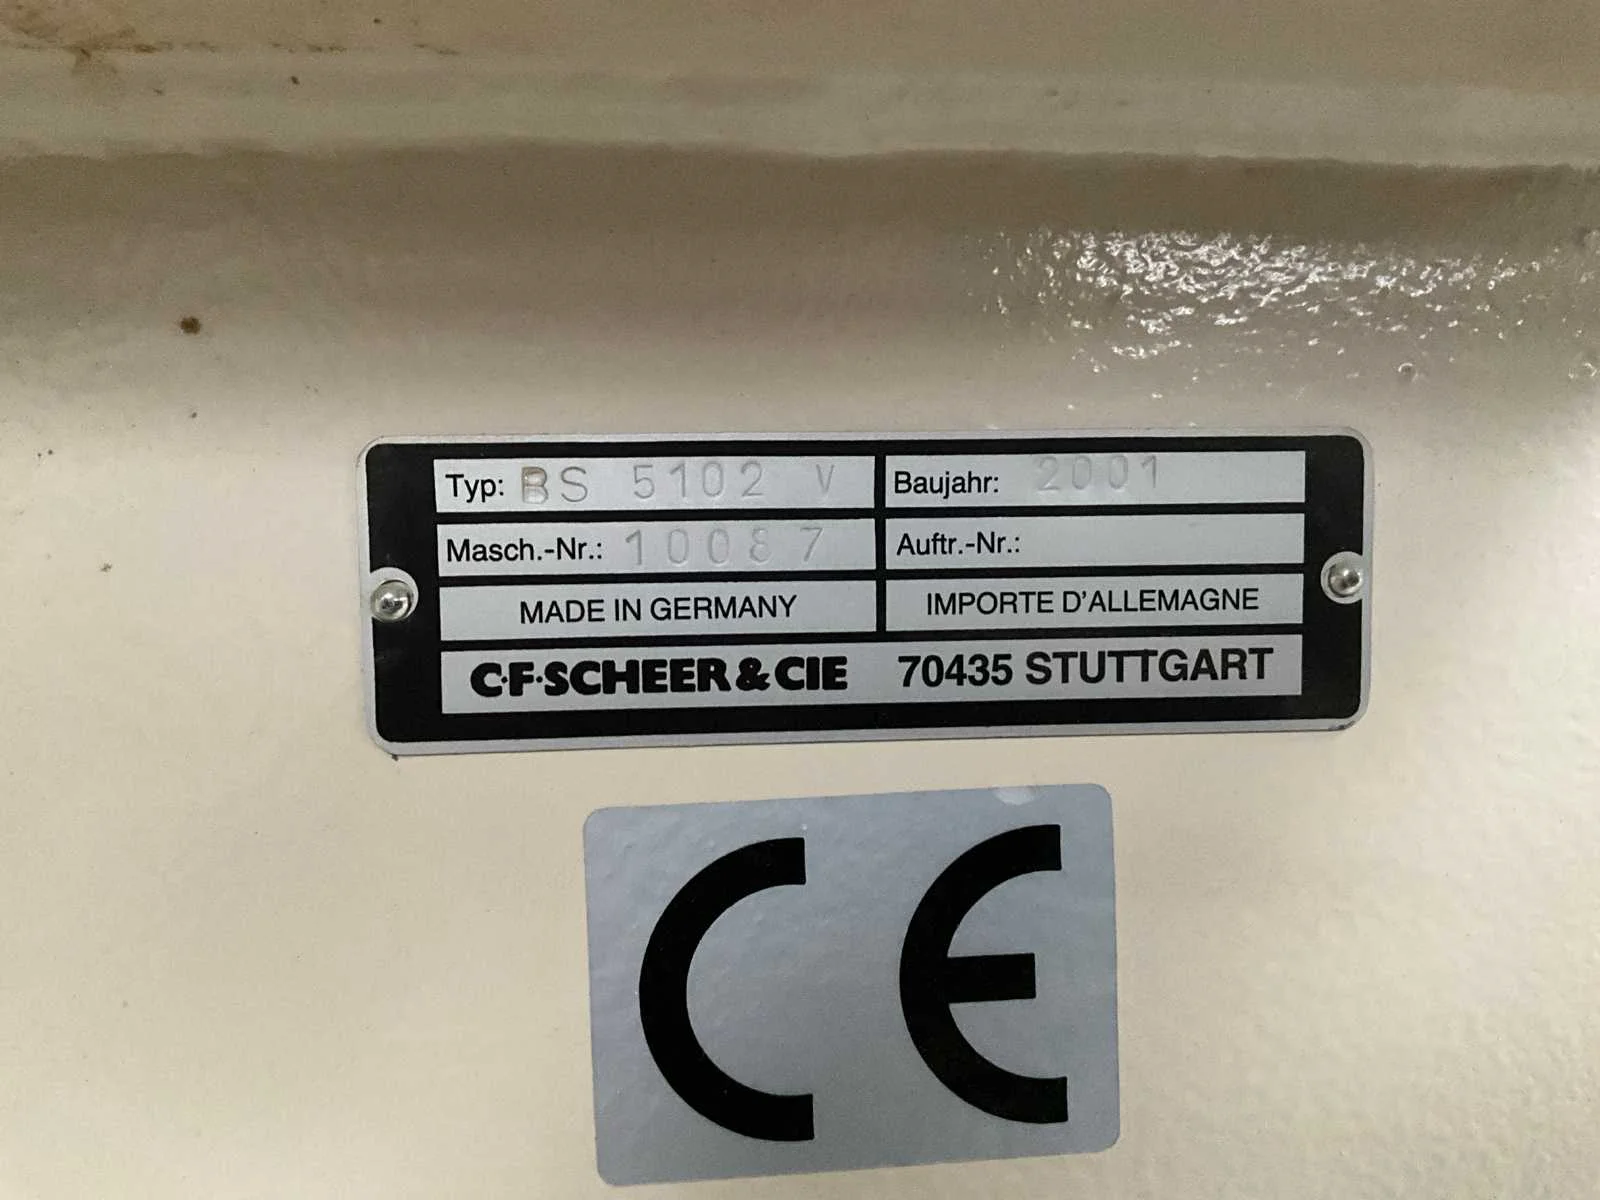 Typ: BS 5102 V Baujahr: 2001
Masch.-Nr.: 10087 Auftr.-Nr.:
MADE IN GERMANY IMPORTE D'ALLEMAGNE
C·F·SCHEER & CIE 70435 STUTTGART
CE